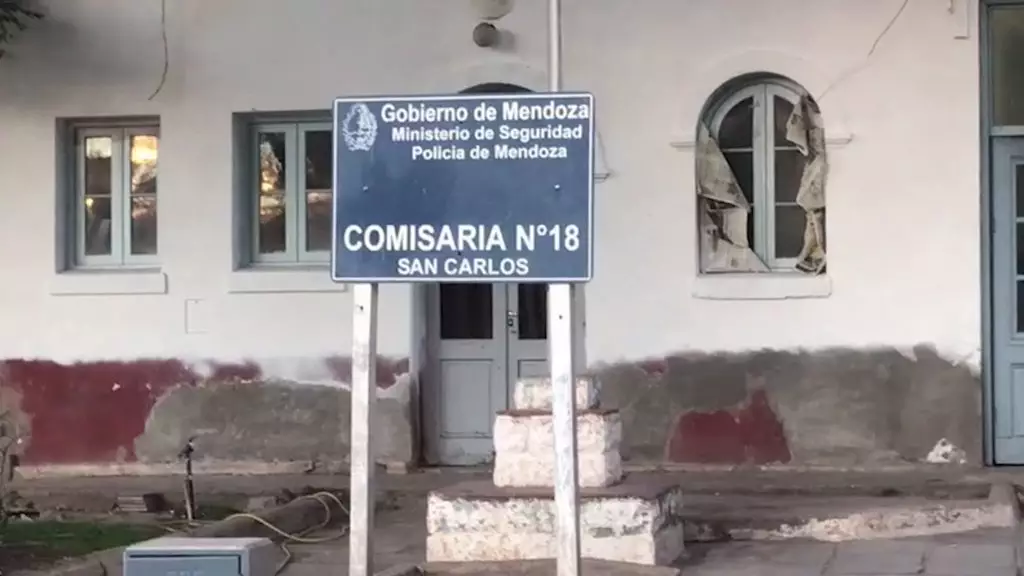 Gobierno de Mendoza
Ministerio de Seguridad
Policia de Mendoza
COMISARIA N°18
SAN CARLOS